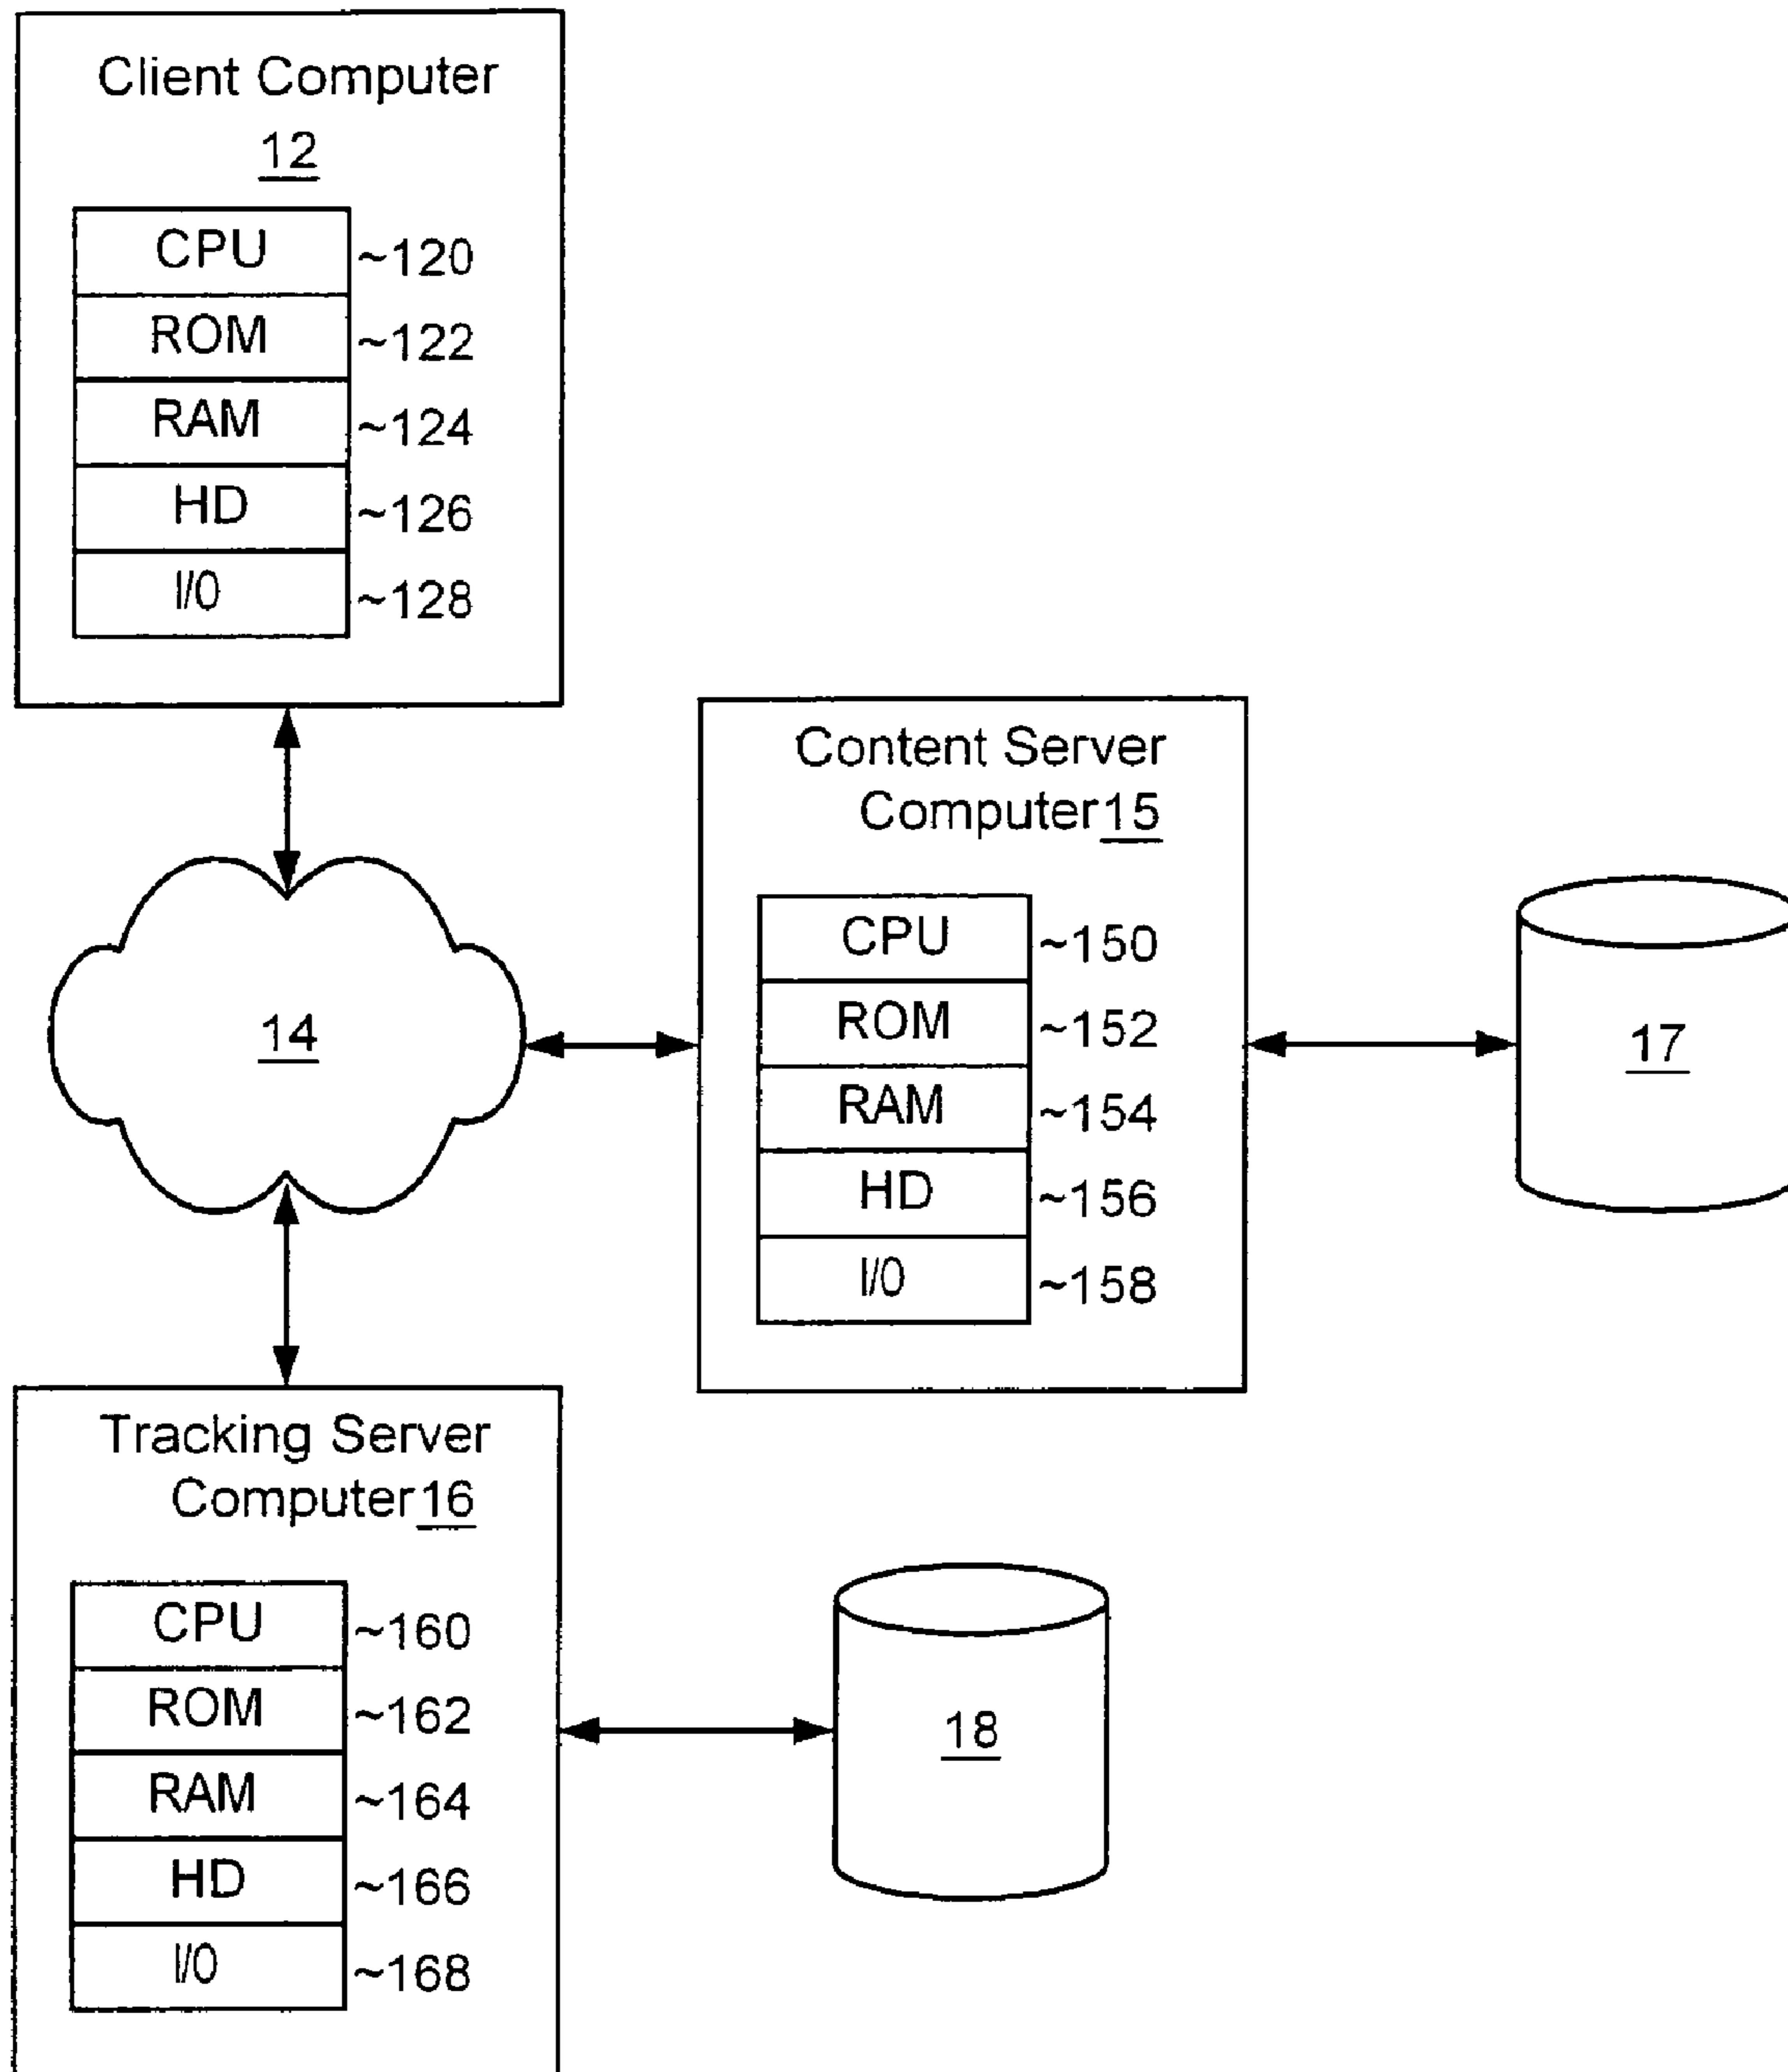 Client Computer
12
CPU ~120
ROM ~122
RAM ~124
HD ~126
I/0 ~128
14
Content Server
Computer 15
CPU ~150
ROM ~152
RAM ~154
HD ~156
I/0 ~158
17
Tracking Server
Computer 16
CPU ~160
ROM ~162
RAM ~164
HD ~166
I/0 ~168
18